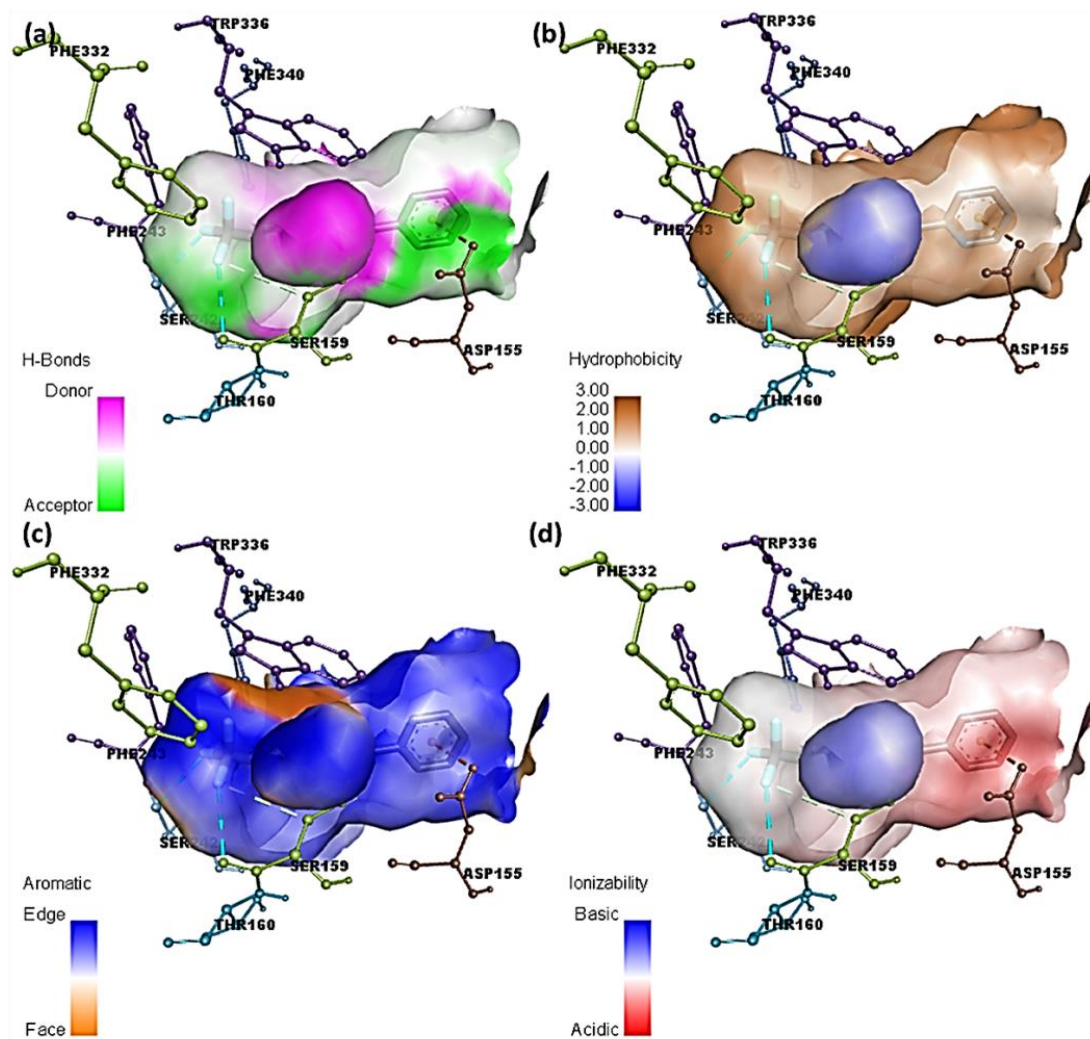 (a)
TRP336
PHE332
PHE340
PHE243
SER242
SER159
ASP155
THR160
H-Bonds
Donor
Acceptor
(b)
TRP336
PHE332
PHE340
PHE243
SER159
ASP155
THR160
Hydrophobicity
3.00
2.00
1.00
0.00
-1.00
-2.00
-3.00
(c)
TRP336
PHE332
PHE340
PHE243
SER242
SER159
ASP155
THR160
Aromatic
Edge
Face
(d)
TRP336
PHE332
PHE340
PHE243
SER242
SER159
ASP155
THR160
Ionizability
Basic
Acidic